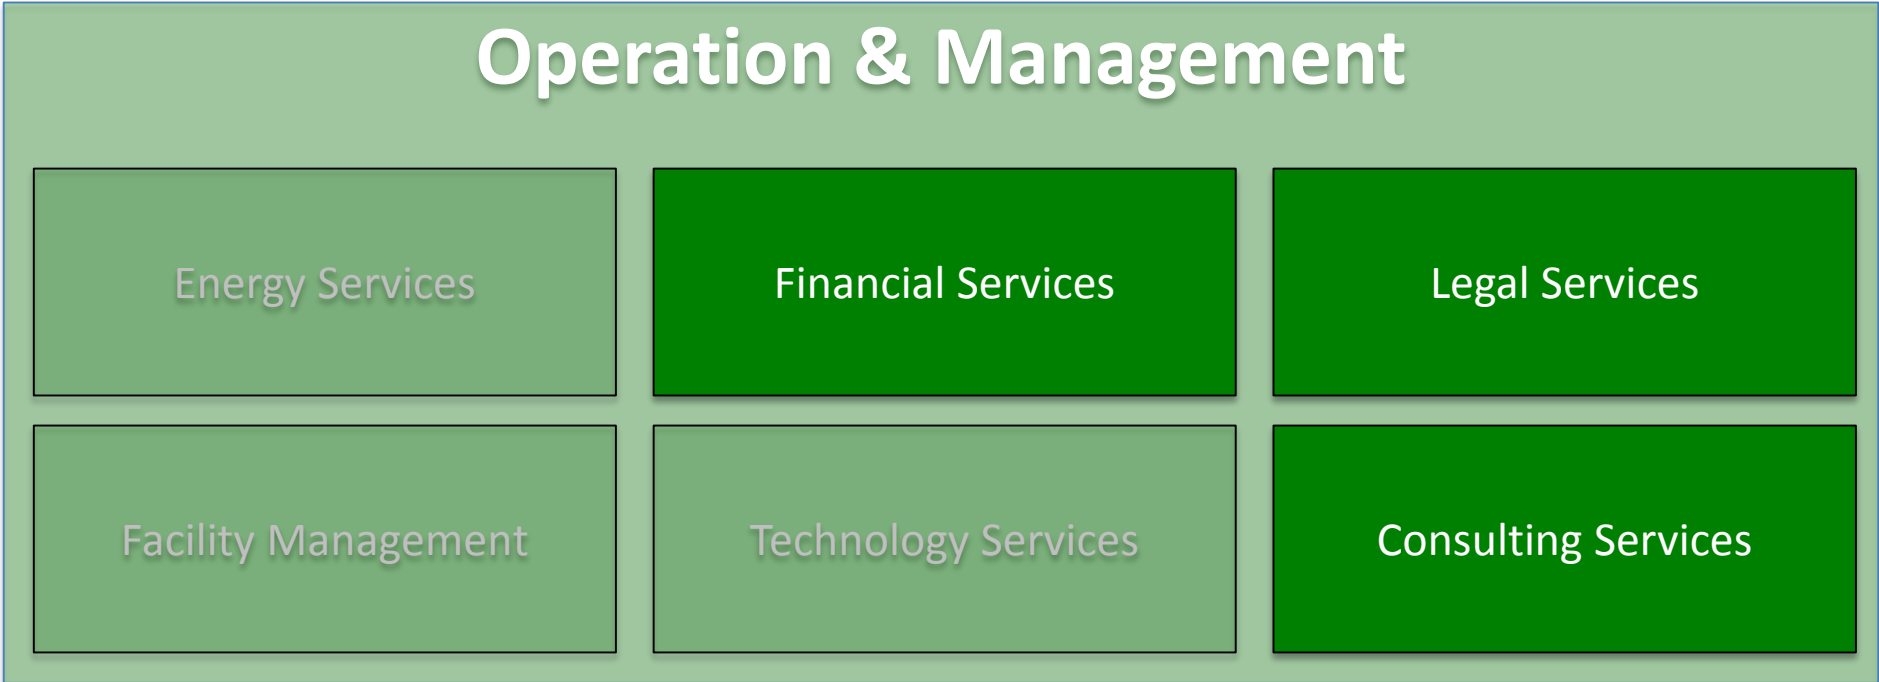 Operation & Management
Energy Services
Financial Services
Legal Services
Facility Management
Technology Services
Consulting Services